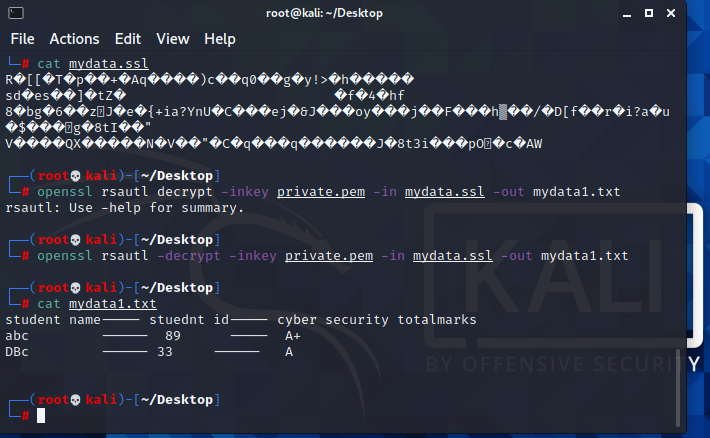 root@kali: ~/Desktop
File Actions Edit View Help
└─# cat mydata.ssl
R�[[�T�p��+�Aq����)c��q0��g�y!>�h�����
sd�es��]�tZ� �f�4�hf
8�bg�6��z�J�e�{+ia?YnU�C���ej�&J���oy���j��F���h▒��/�D[f��r�i?a�u
�$����g�8tI��"
V����QX�����N�V��"�C�q���q������J�8t3i���pO�c�AW
┌──(root💀kali)-[~/Desktop]
└─# openssl rsautl decrypt -inkey private.pem -in mydata.ssl -out mydata1.txt
rsautl: Use -help for summary.
┌──(root💀kali)-[~/Desktop]
└─# openssl rsautl -decrypt -inkey private.pem -in mydata.ssl -out mydata1.txt
┌──(root💀kali)-[~/Desktop]
└─# cat mydata1.txt
student name----- stuednt id----- cyber security totalmarks
abc ------ 89 ----- A+
DBc ------ 33 ------ A
┌──(root💀kali)-[~/Desktop]
└─#
KALI
BY OFFENSIVE SECURITY